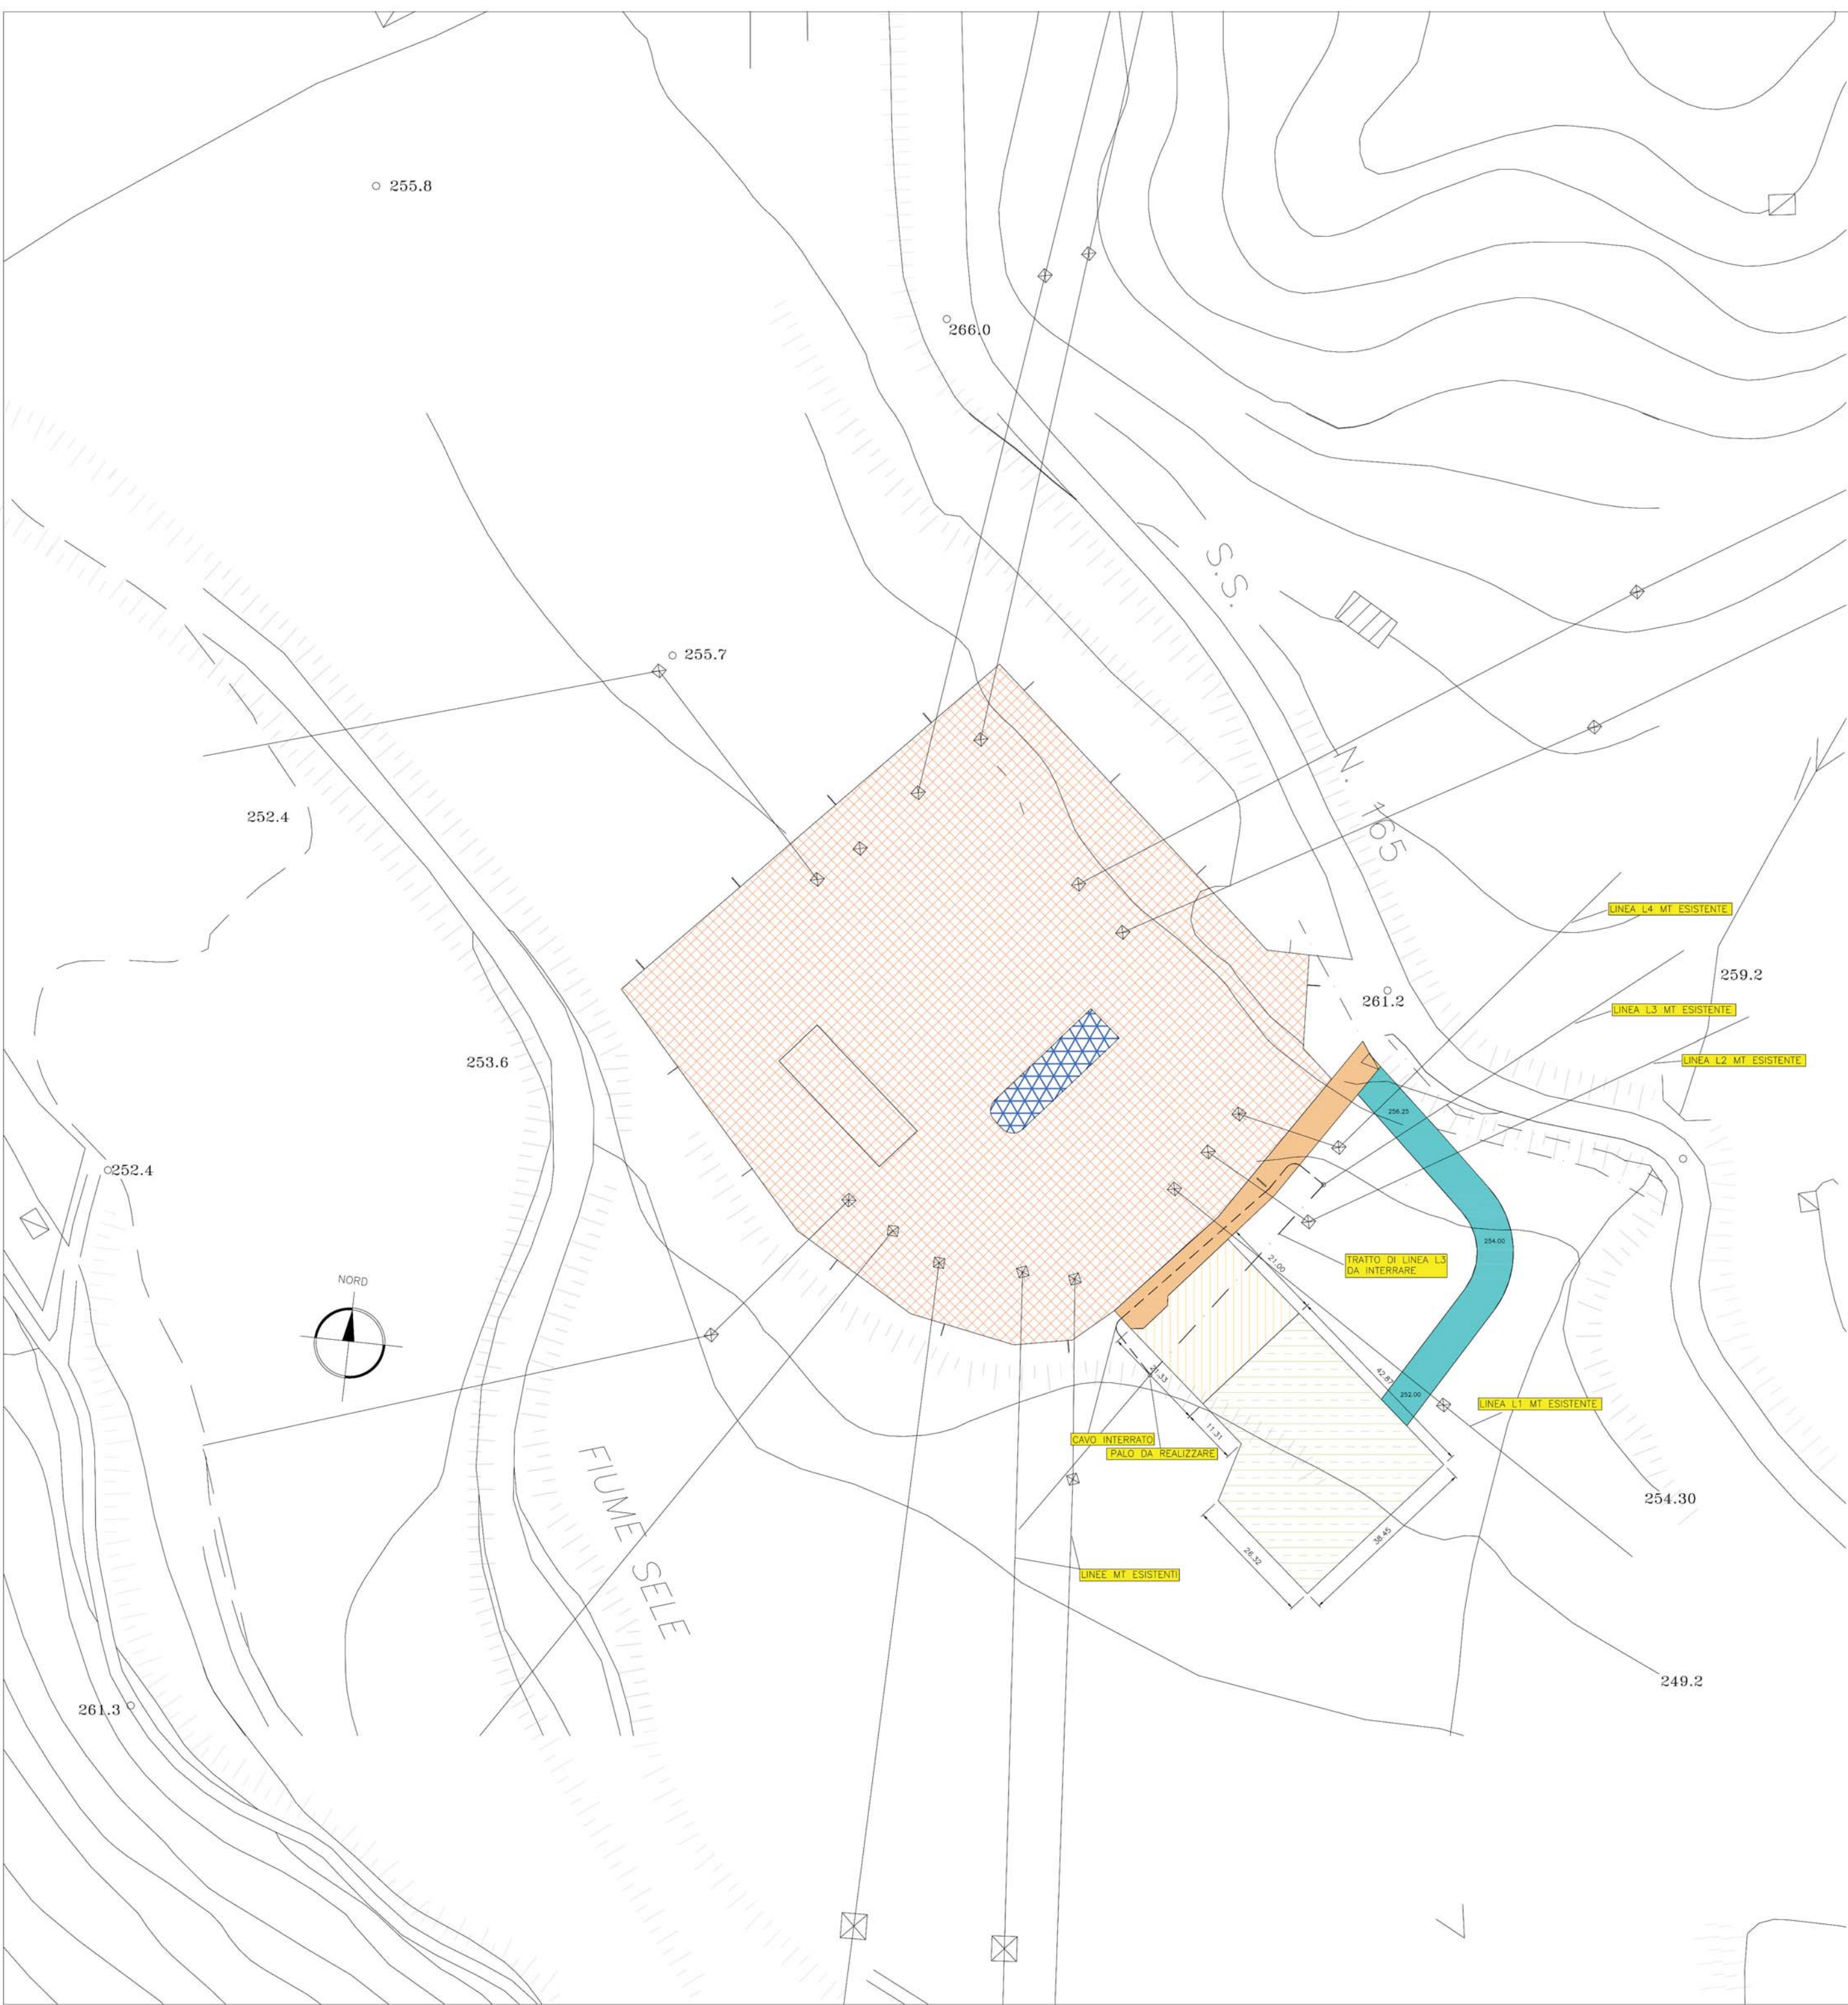 255.8
266.0
S.S.
255.7
N. 165
252.4
LINEA L4 MT ESISTENTE
259.2
261.2
LINEA L3 MT ESISTENTE
253.6
LINEA L2 MT ESISTENTE
256.25
252.4
254.00
21.00
TRATTO DI LINEA L3
DA INTERRARE
NORD
42.87
252.00
LINEA L1 MT ESISTENTE
11.31
CAVO INTERRATO
PALO DA REALIZZARE
FIUME SELE
254.30
38.45
26.32
LINEE MT ESISTENTI
249.2
261.3